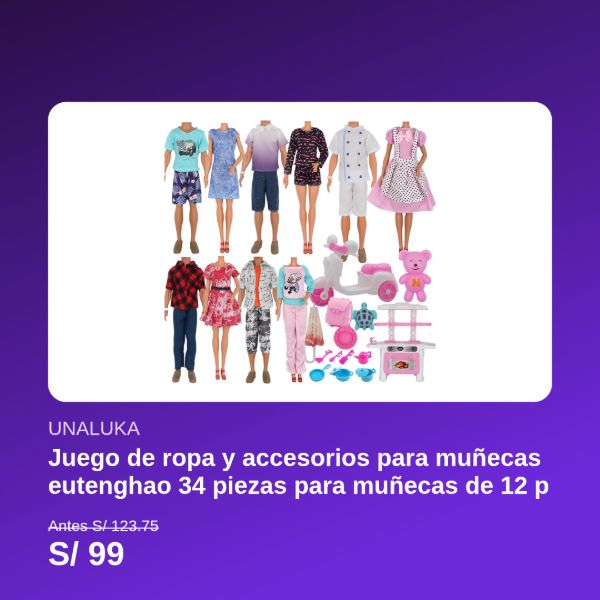 UNALUKA
Juego de ropa y accesorios para muñecas
eutenghao 34 piezas para muñecas de 12 p
Antes S/ 123.75
S/ 99